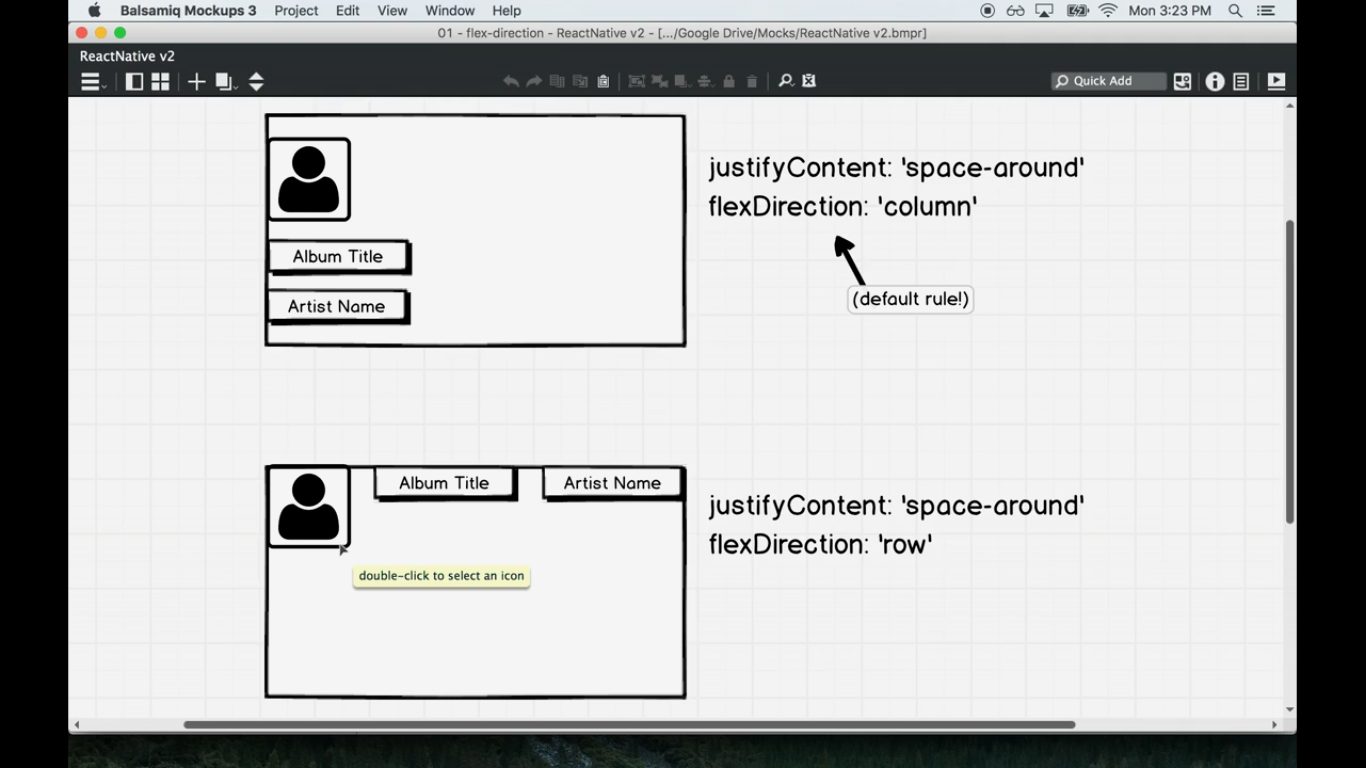 Balsamiq Mockups 3 Project Edit View Window Help Mon 3:23 PM
01 - flex-direction - ReactNative v2 - [.../Google Drive/Mocks/ReactNative v2.bmpr]
ReactNative v2
Quick Add
justifyContent: 'space-around'
flexDirection: 'column'
Album Title
(default rule!)
Artist Name
Album Title
Artist Name
justifyContent: 'space-around'
flexDirection: 'row'
double-click to select an icon